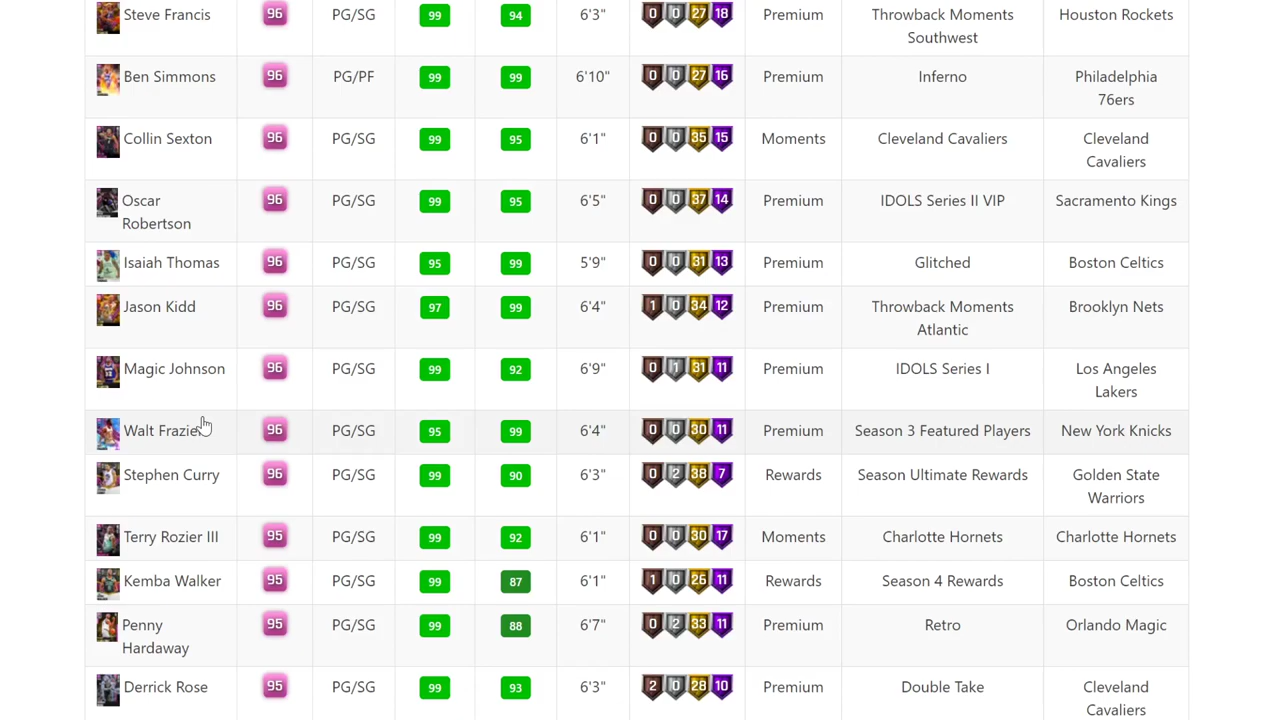 Steve Francis 96 PG/SG 99 94 6'3" 0 0 27 18 Premium Throwback Moments Southwest Houston Rockets
Ben Simmons 96 PG/PF 99 99 6'10" 0 0 27 16 Premium Inferno Philadelphia 76ers
Collin Sexton 96 PG/SG 99 95 6'1" 0 0 35 15 Moments Cleveland Cavaliers Cleveland Cavaliers
Oscar Robertson 96 PG/SG 99 95 6'5" 0 0 37 14 Premium IDOLS Series II VIP Sacramento Kings
Isaiah Thomas 96 PG/SG 95 99 5'9" 0 0 31 13 Premium Glitched Boston Celtics
Jason Kidd 96 PG/SG 97 99 6'4" 1 0 34 12 Premium Throwback Moments Atlantic Brooklyn Nets
Magic Johnson 96 PG/SG 99 92 6'9" 0 1 31 11 Premium IDOLS Series I Los Angeles Lakers
Walt Frazier 96 PG/SG 95 99 6'4" 0 0 30 11 Premium Season 3 Featured Players New York Knicks
Stephen Curry 96 PG/SG 99 90 6'3" 0 2 38 7 Rewards Season Ultimate Rewards Golden State Warriors
Terry Rozier III 95 PG/SG 99 92 6'1" 0 0 30 17 Moments Charlotte Hornets Charlotte Hornets
Kemba Walker 95 PG/SG 99 87 6'1" 1 0 26 11 Rewards Season 4 Rewards Boston Celtics
Penny Hardaway 95 PG/SG 99 88 6'7" 0 2 33 11 Premium Retro Orlando Magic
Derrick Rose 95 PG/SG 99 93 6'3" 2 0 28 10 Premium Double Take Cleveland Cavaliers